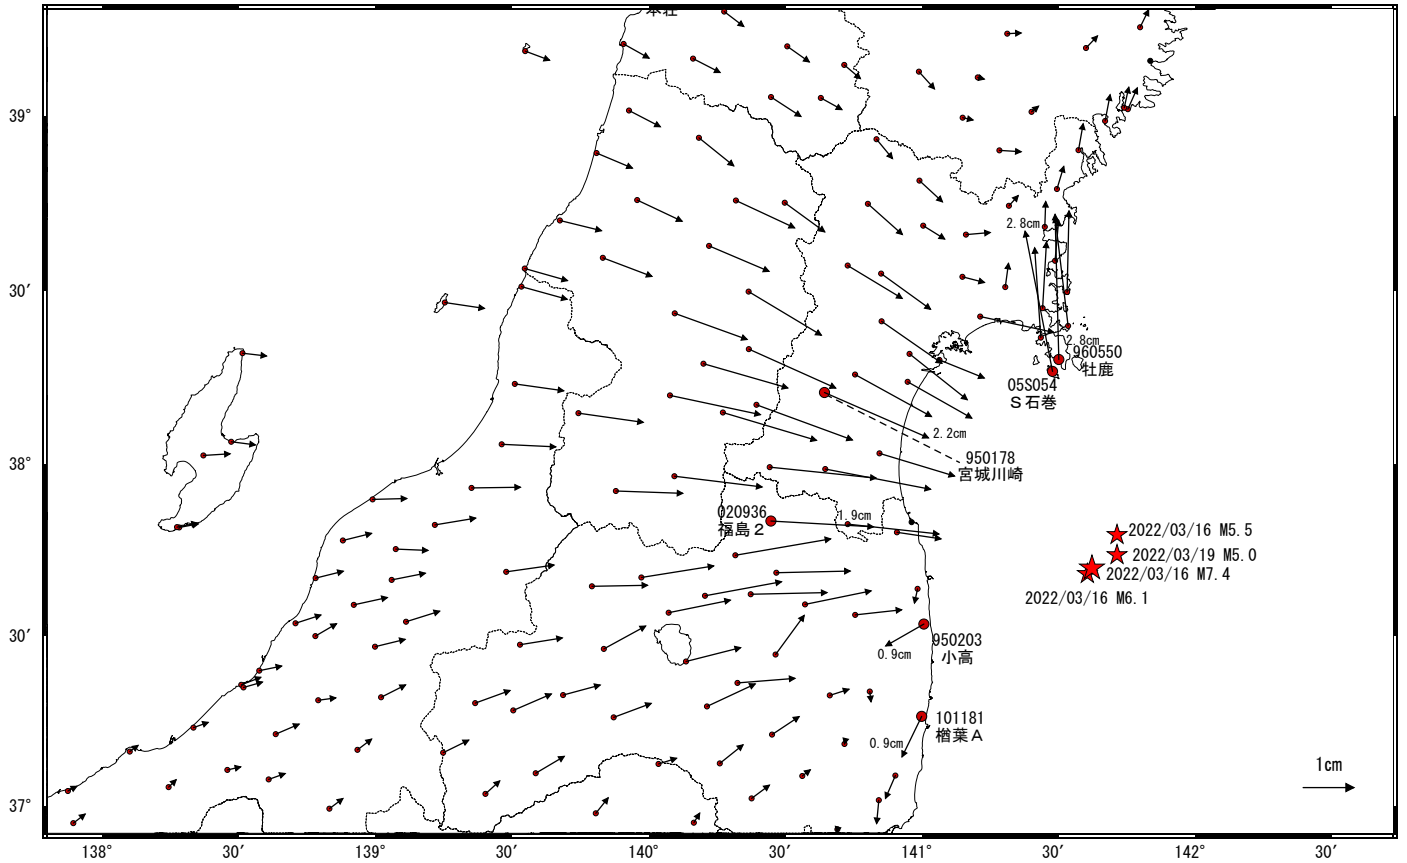 本荘
39°
2.8cm
30′
2.8cm
960550
牡鹿
05S054
S石巻
2.2cm
38°
950178
宮城川崎
020936
1.9cm
福島2
2022/03/16 M5.5
2022/03/19 M5.0
2022/03/16 M7.4
2022/03/16 M6.1
30′
950203
0.9cm
小高
101181
楢葉A
0.9cm
1cm
37°
138°
30′
139°
30′
140°
30′
141°
30′
142°
30′